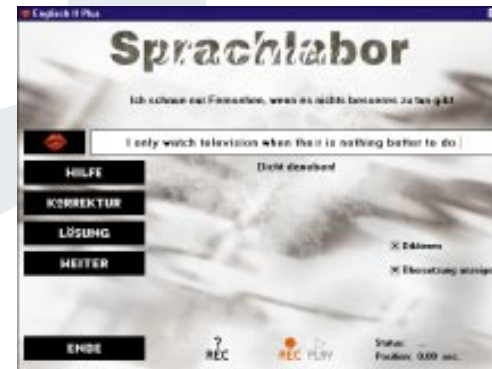 Englisch II Plus
Sprachlabor
Ich schaue nur Fernsehen, wenn es nichts besseres zu tun gibt
I only watch television when their is nothing better to do.
HILFE
Dicht daneben!
KORREKTUR
LÖSUNG
Diktieren
WEITER
Übersetzung anzeige
ENDE
? REC
REC PLAY
Status: ...
Position: 0.00 sec.